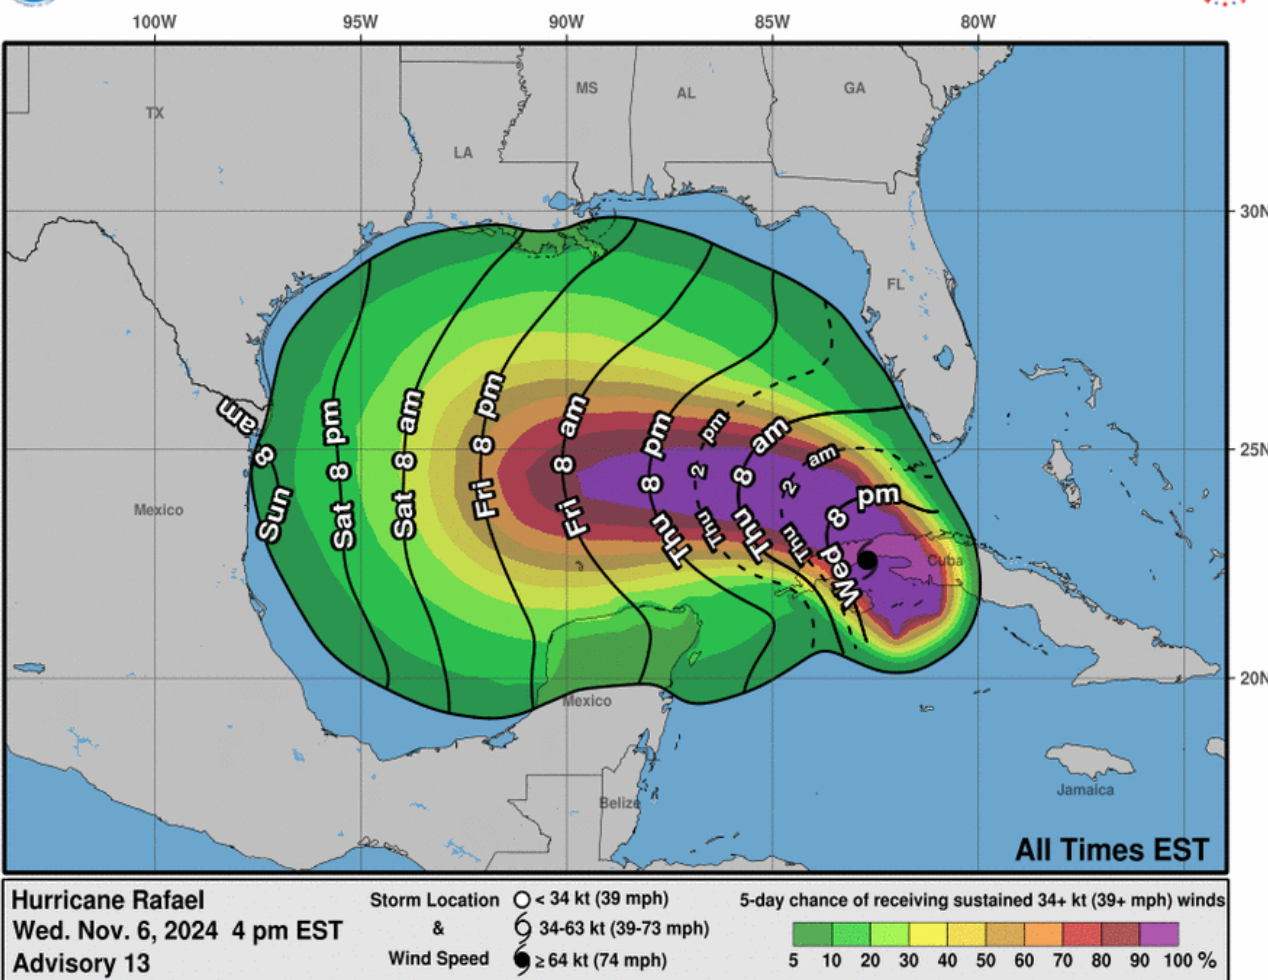 100W 95W 90W 85W 80W
TX
LA
MS
AL
GA
FL
30N
25N
20N
Mexico
Mexico
Belize
Cuba
Jamaica
Sun 8 am
Sat 8 pm
Sat 8 am
Fri 8 pm
Fri 8 am
Thu 8 pm
Thu 2 pm
Thu 8 am
Thu 2 am
Wed 8 pm
All Times EST
Hurricane Rafael
Wed. Nov. 6, 2024 4 pm EST
Advisory 13
Storm Location
&
Wind Speed
< 34 kt (39 mph)
34-63 kt (39-73 mph)
≥ 64 kt (74 mph)
5-day chance of receiving sustained 34+ kt (39+ mph) winds
5 10 20 30 40 50 60 70 80 90 100 %